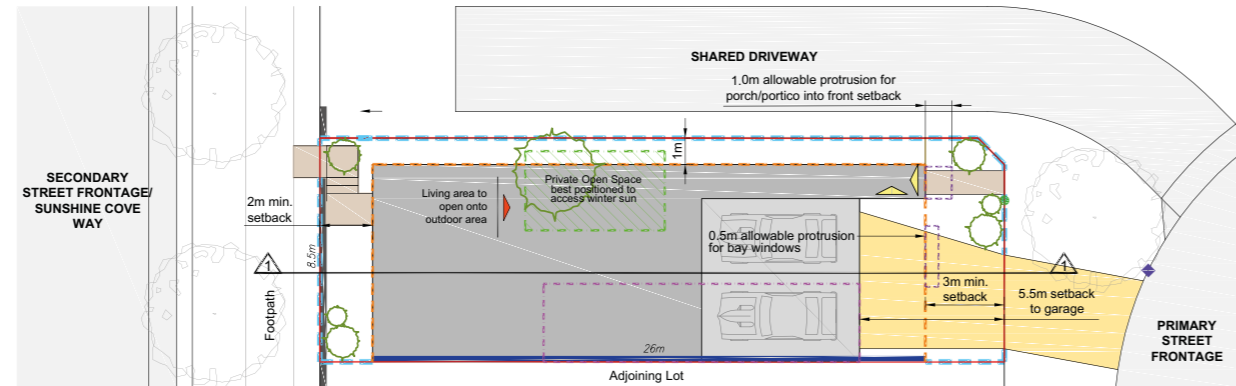 SHARED DRIVEWAY
1.0m allowable protrusion for
porch/portico into front setback
1m
SECONDARY
STREET FRONTAGE/
SUNSHINE COVE
WAY
2m min.
setback
8.5m
Footpath
1
Living area to
open onto
outdoor area
Private Open Space
best positioned to
access winter sun
0.5m allowable protrusion
for bay windows
3m min.
setback
5.5m setback
to garage
1
PRIMARY
STREET
FRONTAGE
26m
Adjoining Lot